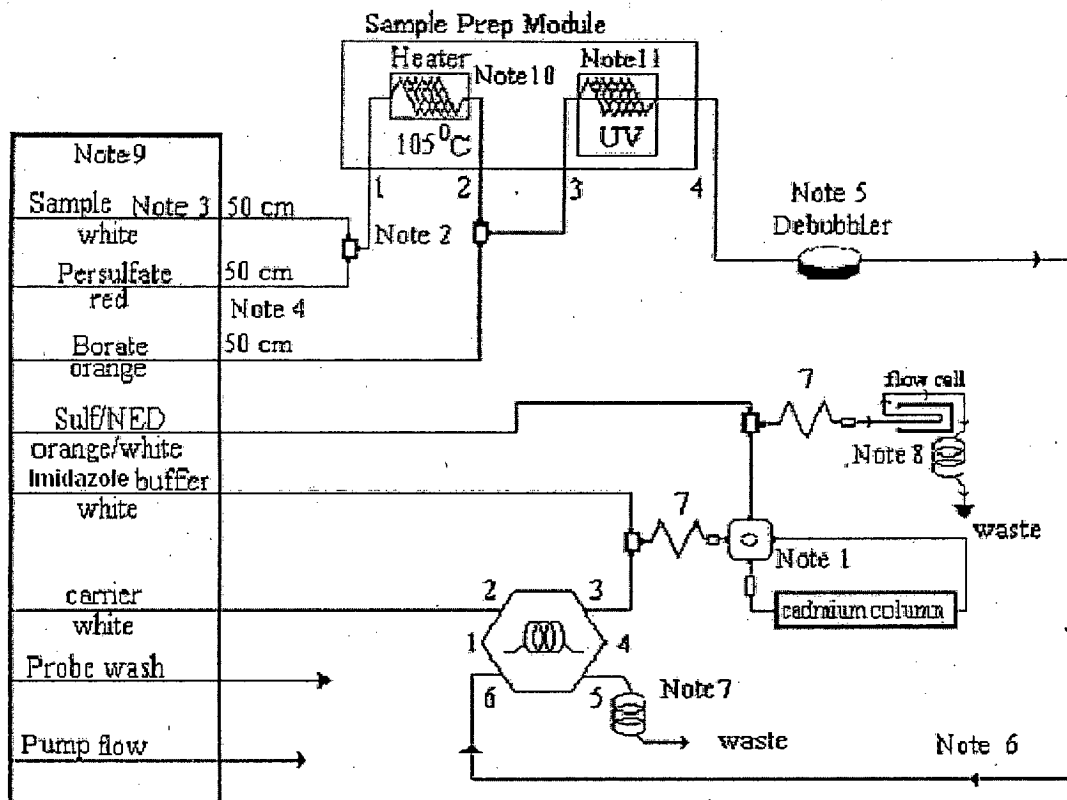 Sample Prep Module
Heater
Note10
Note11
105⁰C
UV
1
2
3
4
Note9
Sample Note 3
50 cm
white
Note 2
Persulfate
50 cm
red
Note 4
Borate
50 cm
orange
Note 5
Debubbler
Sulf/NED
orange/white
Imidazole buffer
white
7
flow cell
Note 8
waste
7
Note 1
cadmium column
carrier
white
2
3
1
4
6
5
Probe wash
Note7
waste
Pump flow
Note 6